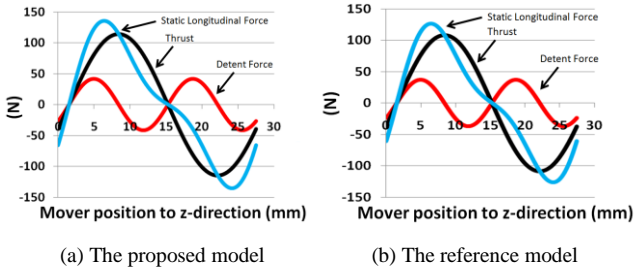 150
100
50
0
-50
-100
-150
(N)
0 5 10 15 20 25 30
Static Longitudinal Force
Thrust
Detent Force
Mover position to z-direction (mm)
(a) The proposed model
150
100
50
0
-50
-100
-150
(N)
0 5 10 15 20 25 30
Static Longitudinal Force
Thrust
Detent Force
Mover position to z-direction (mm)
(b) The reference model